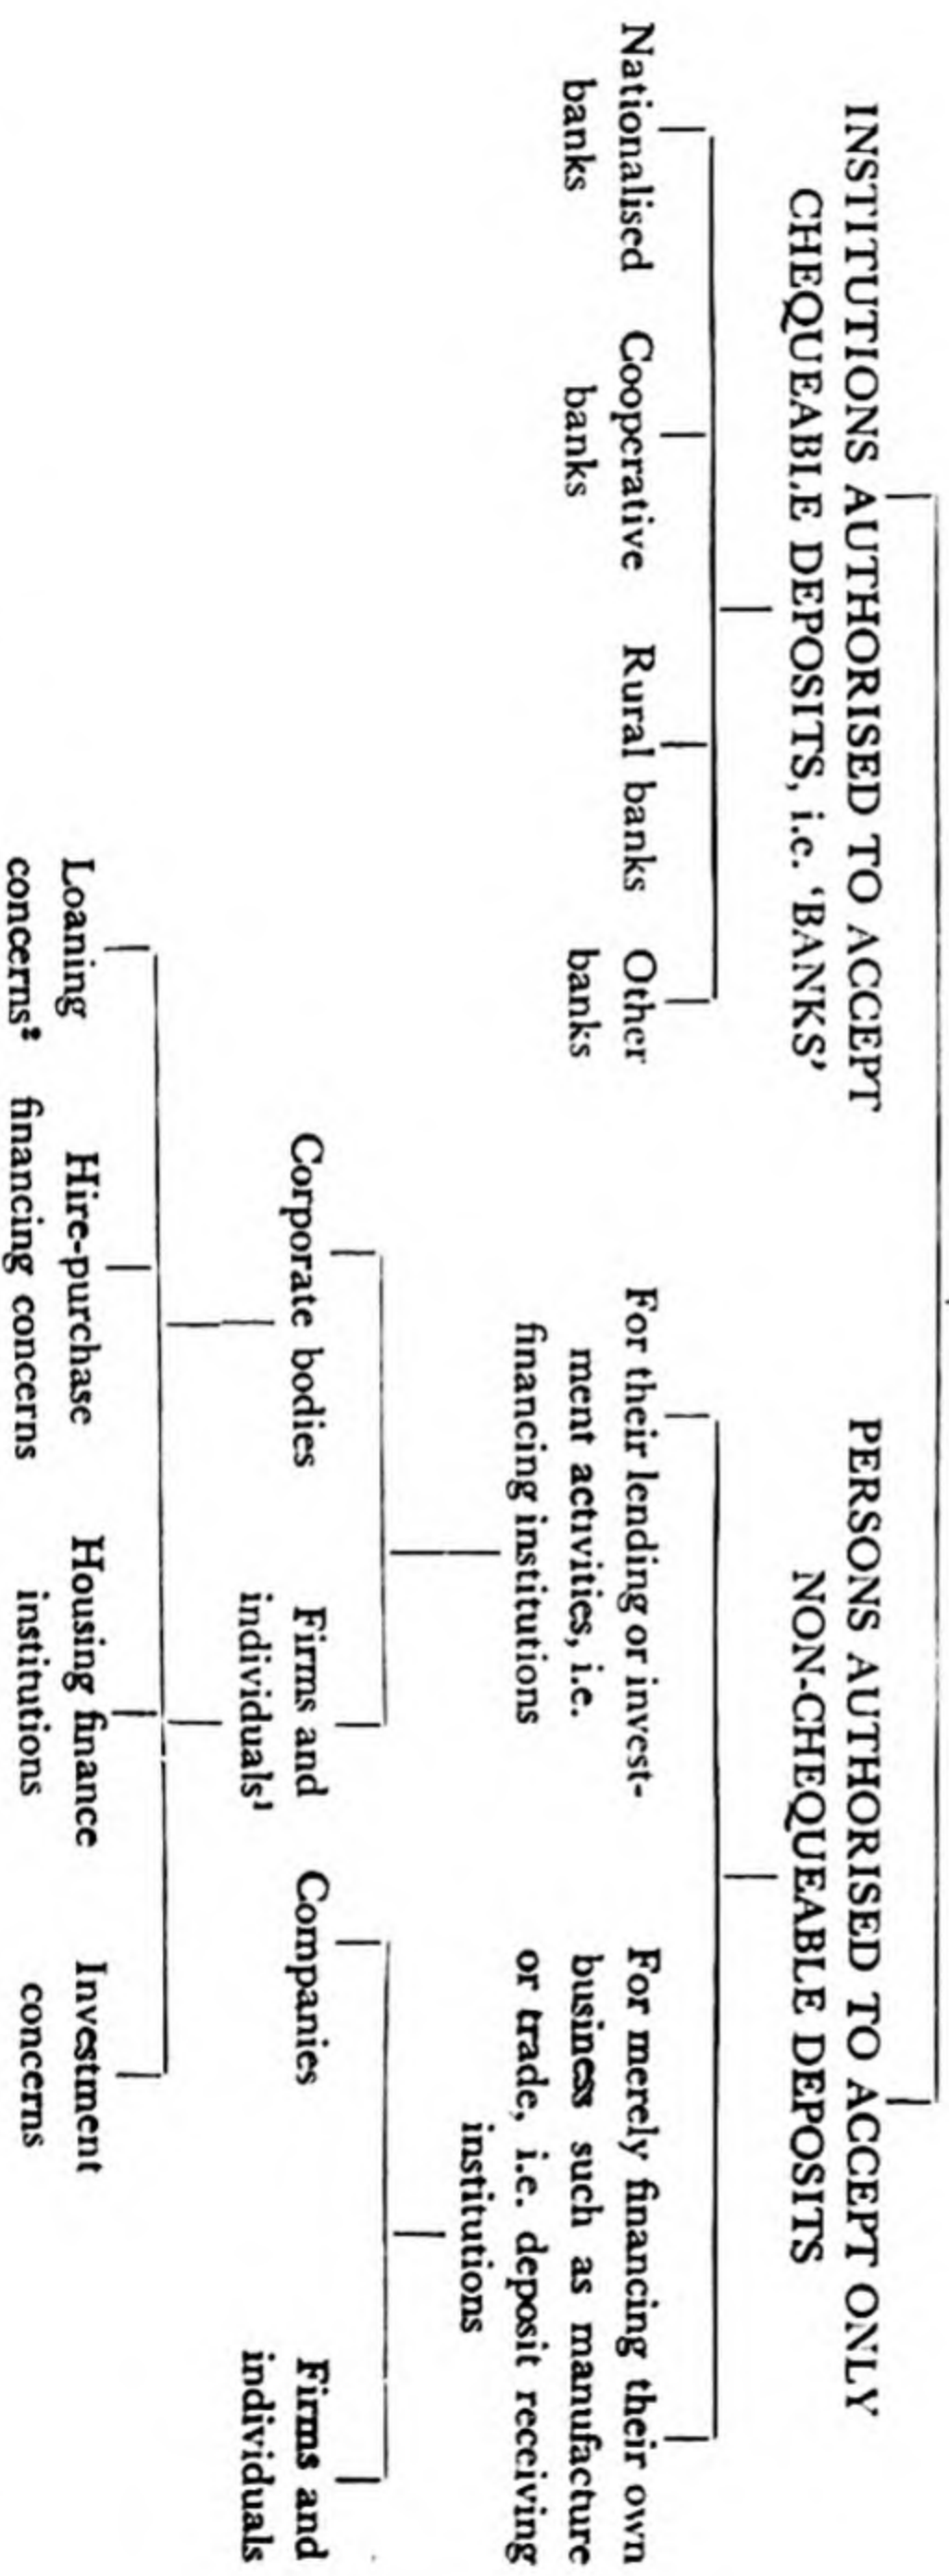 INSTITUTIONS AUTHORISED TO ACCEPT
CHEQUEABLE DEPOSITS, i.e. ‘BANKS’
Nationalised
banks
Cooperative
banks
Rural banks
Other
banks
PERSONS AUTHORISED TO ACCEPT ONLY
NON-CHEQUEABLE DEPOSITS
For their lending or invest-
ment activities, i.e.
financing institutions
For merely financing their own
business such as manufacture
or trade, i.e. deposit receiving
institutions
Corporate bodies
Firms and
individuals¹
Companies
Firms and
individuals
Loaning
concerns²
Hire-purchase
financing concerns
Housing finance
institutions
Investment
concerns